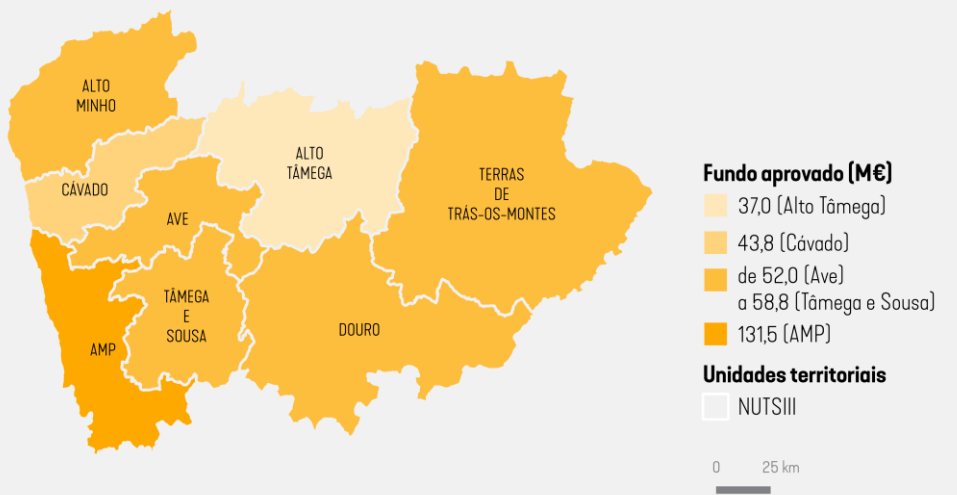 ALTO
MINHO
CÁVADO
AVE
ALTO
TÂMEGA
TERRAS
DE
TRÁS-OS-MONTES
TÂMEGA
E
SOUSA
DOURO
AMP
Fundo aprovado (M€)
37,0 (Alto Tâmega)
43,8 (Cávado)
de 52,0 (Ave)
a 58,8 (Tâmega e Sousa)
131,5 (AMP)
Unidades territoriais
NUTSIII
0 25 km